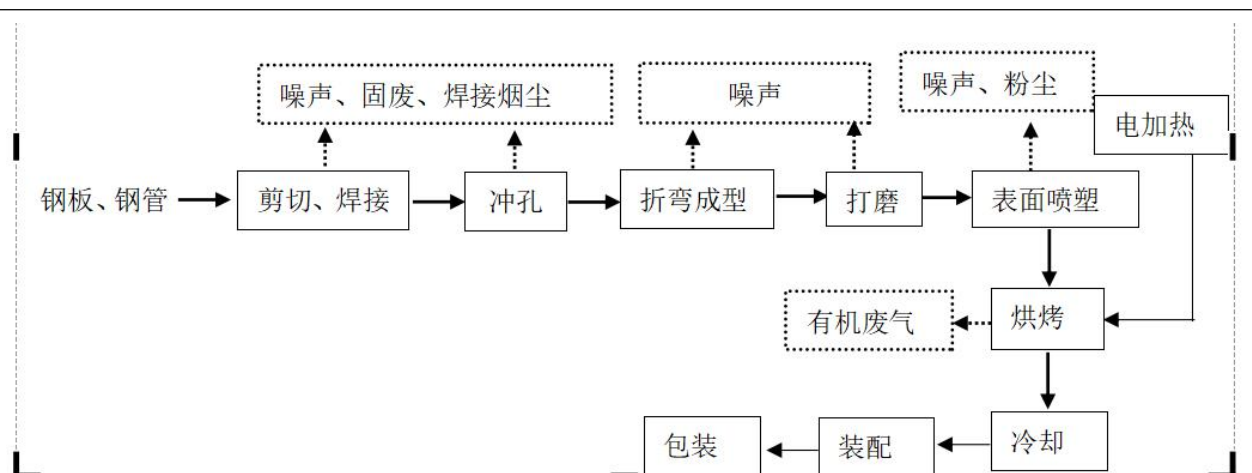 噪声、固废、焊接烟尘
噪声
噪声、粉尘
电加热
钢板、钢管
剪切、焊接
冲孔
折弯成型
打磨
表面喷塑
有机废气
烘烤
包装
装配
冷却